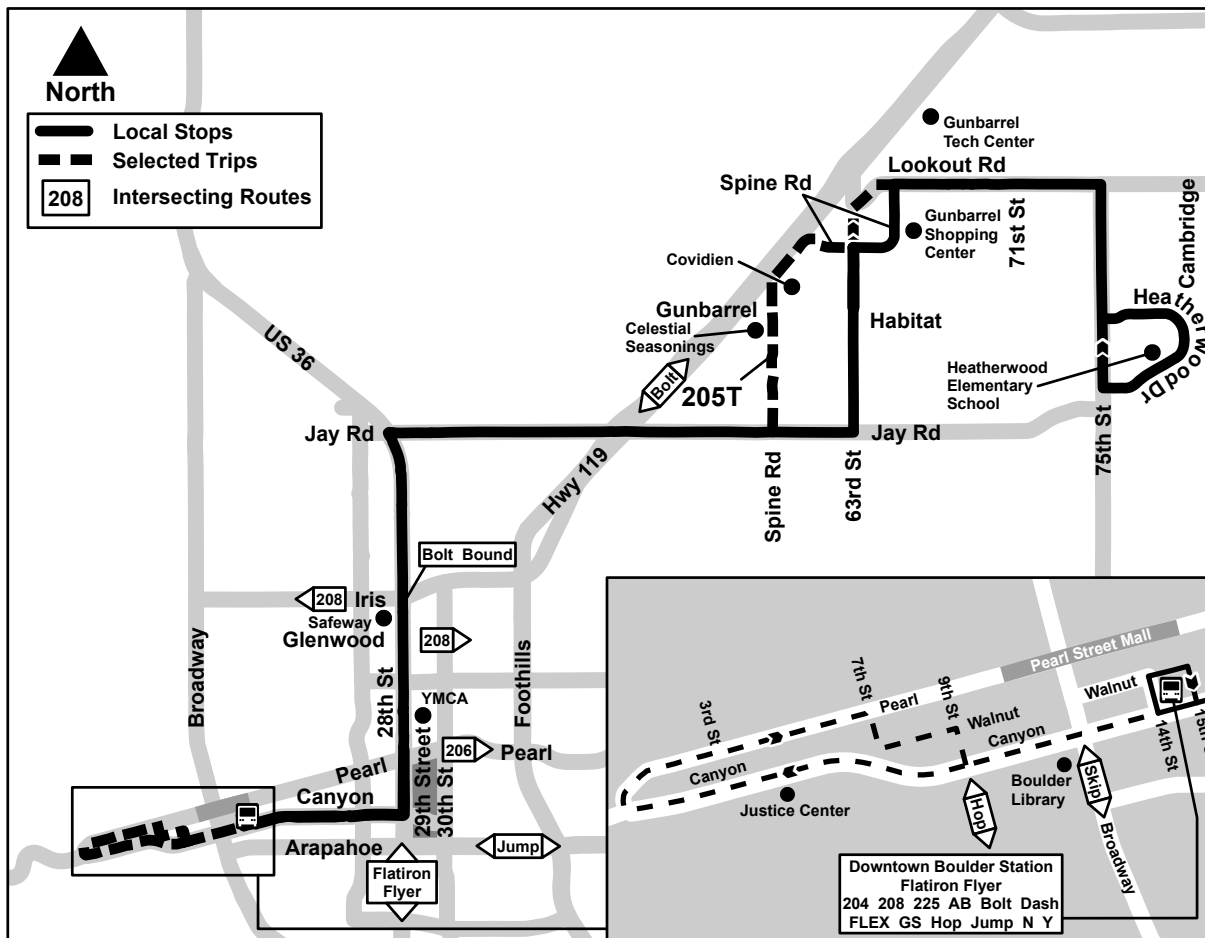 North
Local Stops
Selected Trips
208 Intersecting Routes
Gunbarrel
Tech Center
Lookout Rd
Spine Rd
Gunbarrel
Shopping
Center
71st St
Cambridge
Covidien
Heatherwood Dr
Gunbarrel
Celestial
Seasonings
Habitat
Heatherwood
Elementary
School
US 36
Bolt
205T
Jay Rd
Jay Rd
75th St
Hwy 119
Spine Rd
63rd St
Bolt Bound
208
Iris
Safeway
Glenwood
208
Broadway
28th St
YMCA
Foothills
29th Street
30th St
206
Pearl
Pearl
Canyon
Arapahoe
Jump
Flatiron
Flyer
Pearl Street Mall
7th St
Pearl
9th St
Walnut
Walnut
3rd St
Canyon
Canyon
14th St
15th
Justice Center
Boulder
Library
Skip
Hop
Broadway
Downtown Boulder Station
Flatiron Flyer
204 208 225 AB Bolt Dash
FLEX GS Hop Jump N Y